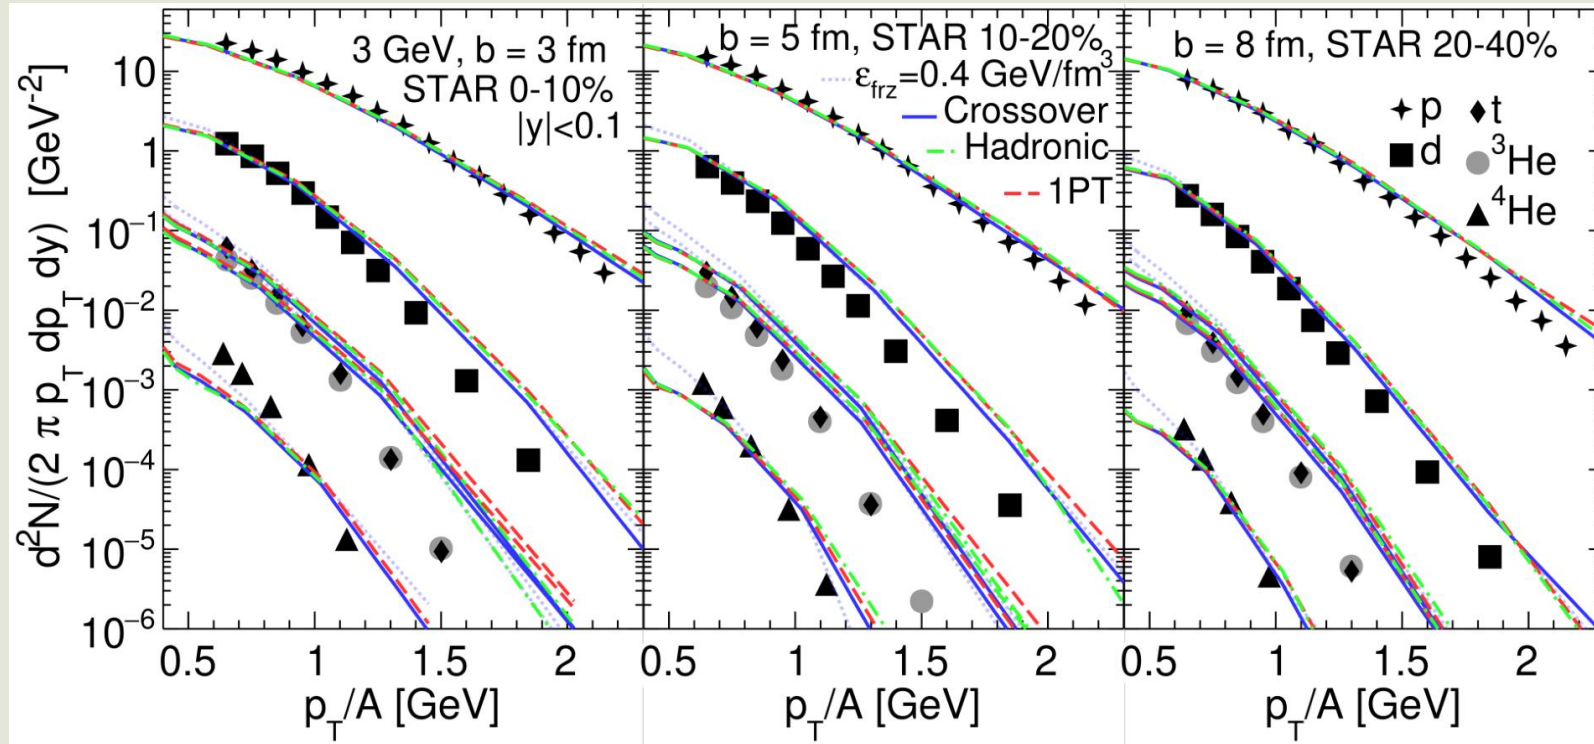 d²N/(2 π p_T dp_T dy) [GeV⁻²]
10
1
10⁻¹
10⁻²
10⁻³
10⁻⁴
10⁻⁵
10⁻⁶
3 GeV, b = 3 fm
STAR 0-10%
|y|<0.1
0.5 1 1.5 2
p_T/A [GeV]
b = 5 fm, STAR 10-20%
ε_frz=0.4 GeV/fm³
Crossover
Hadronic
1PT
0.5 1 1.5 2
p_T/A [GeV]
b = 8 fm, STAR 20-40%
p t
d ³He
⁴He
0.5 1 1.5 2
p_T/A [GeV]